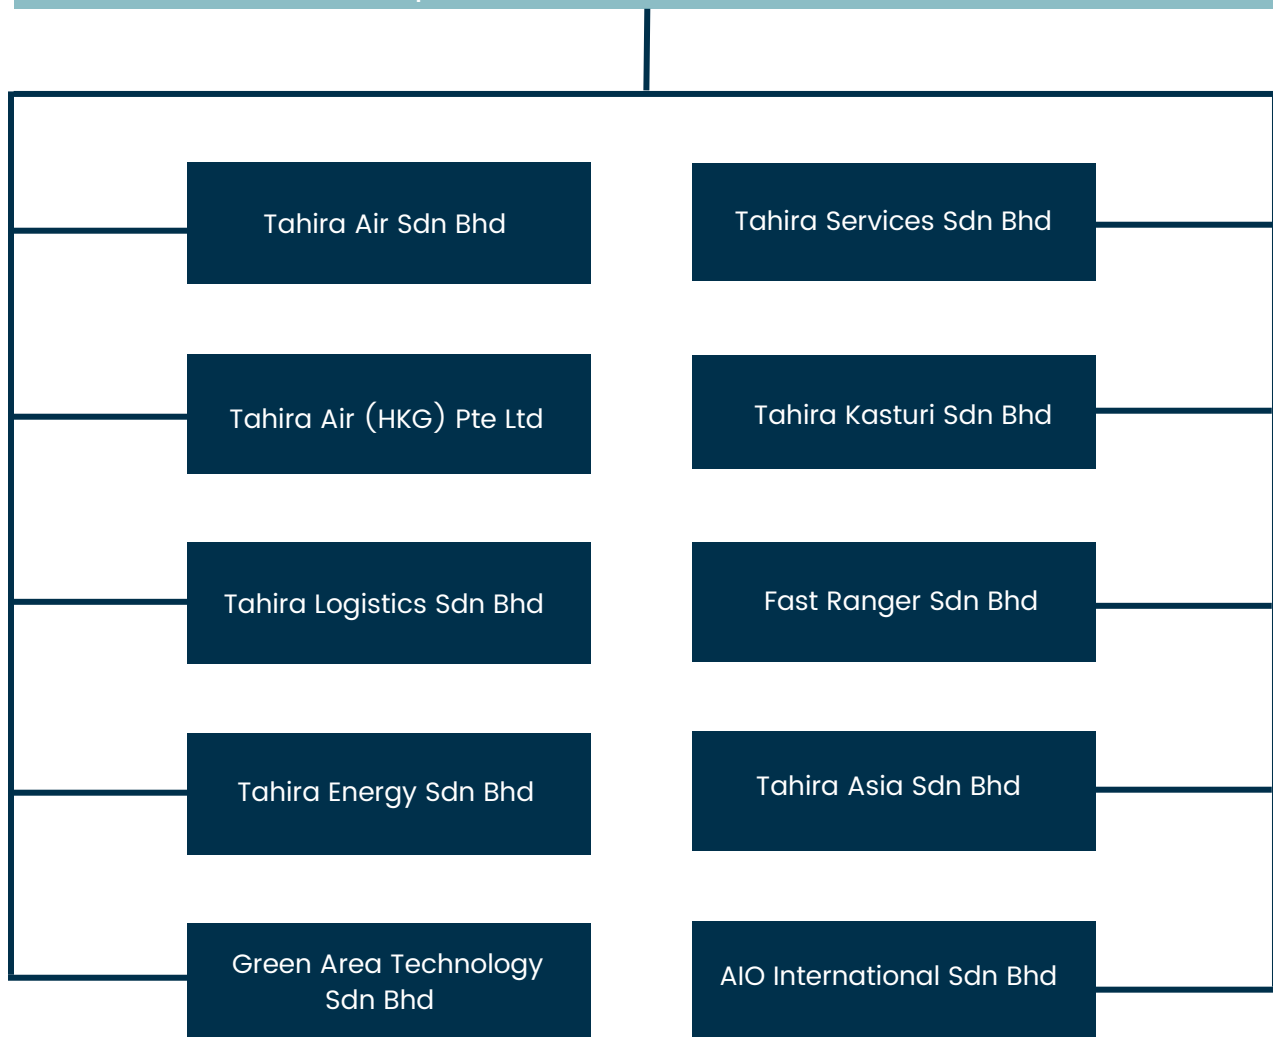 Tahira Air Sdn Bhd
Tahira Services Sdn Bhd
Tahira Air (HKG) Pte Ltd
Tahira Kasturi Sdn Bhd
Tahira Logistics Sdn Bhd
Fast Ranger Sdn Bhd
Tahira Energy Sdn Bhd
Tahira Asia Sdn Bhd
Green Area Technology
Sdn Bhd
AIO International Sdn Bhd